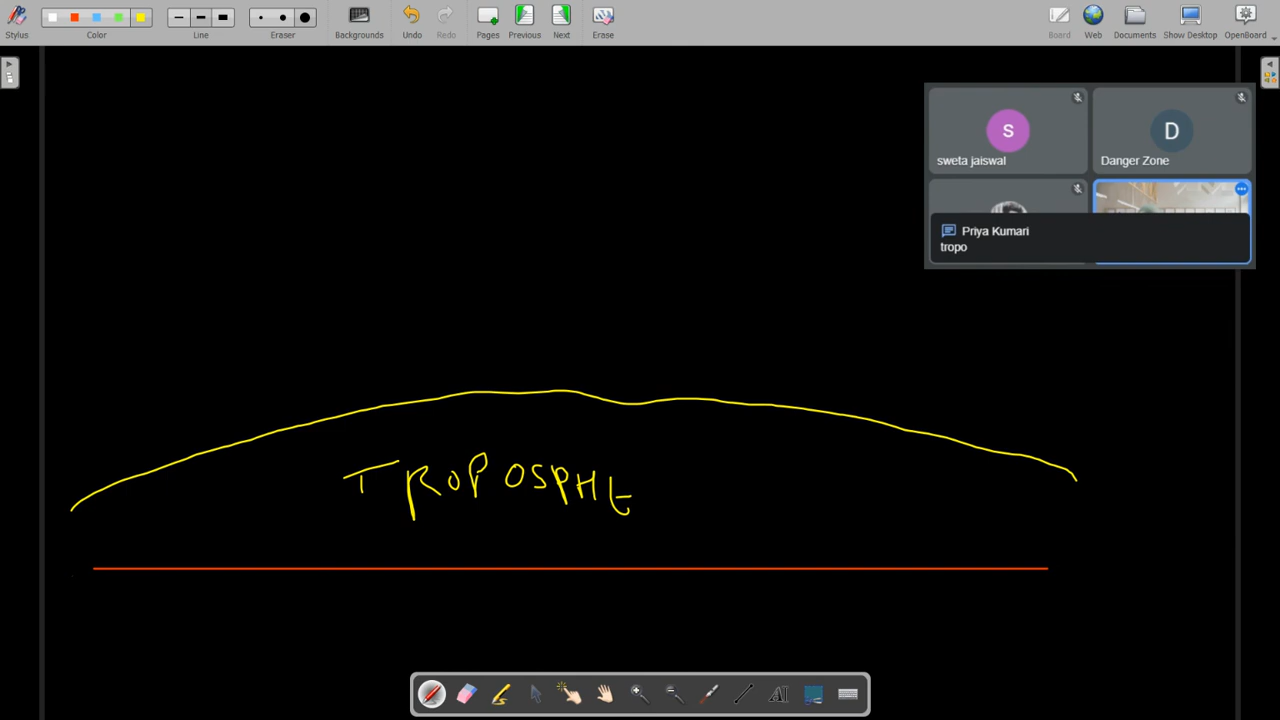 Stylus
Color
Line
Eraser
Backgrounds
Undo
Redo
Pages
Previous
Next
Erase
Board
Web
Documents
Show Desktop
OpenBoard
S
sweta jaiswal
D
Danger Zone
Priya Kumari
tropo
TROPOSPHE
AI